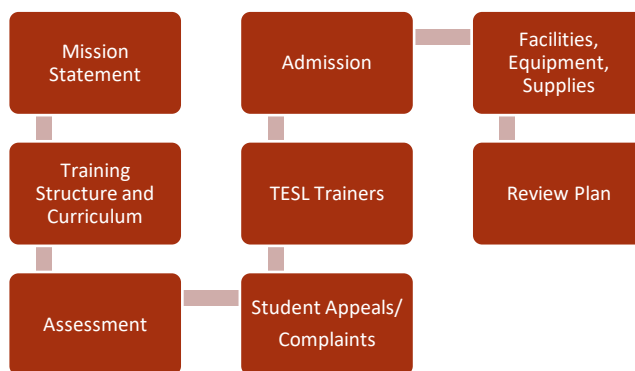 Mission
Statement
Training
Structure and
Curriculum
Assessment
Student Appeals/
Complaints
TESL Trainers
Admission
Facilities,
Equipment,
Supplies
Review Plan